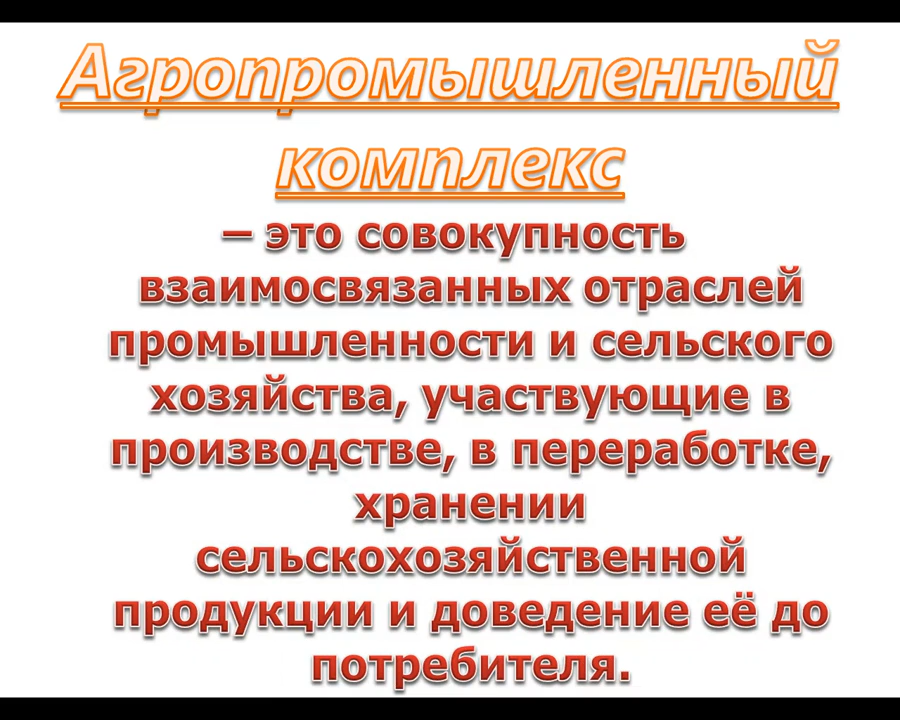 Агропромышленный
комплекс
– это совокупность
взаимосвязанных отраслей
промышленности и сельского
хозяйства, участвующие в
производстве, в переработке,
хранении
сельскохозяйственной
продукции и доведение её до
потребителя.